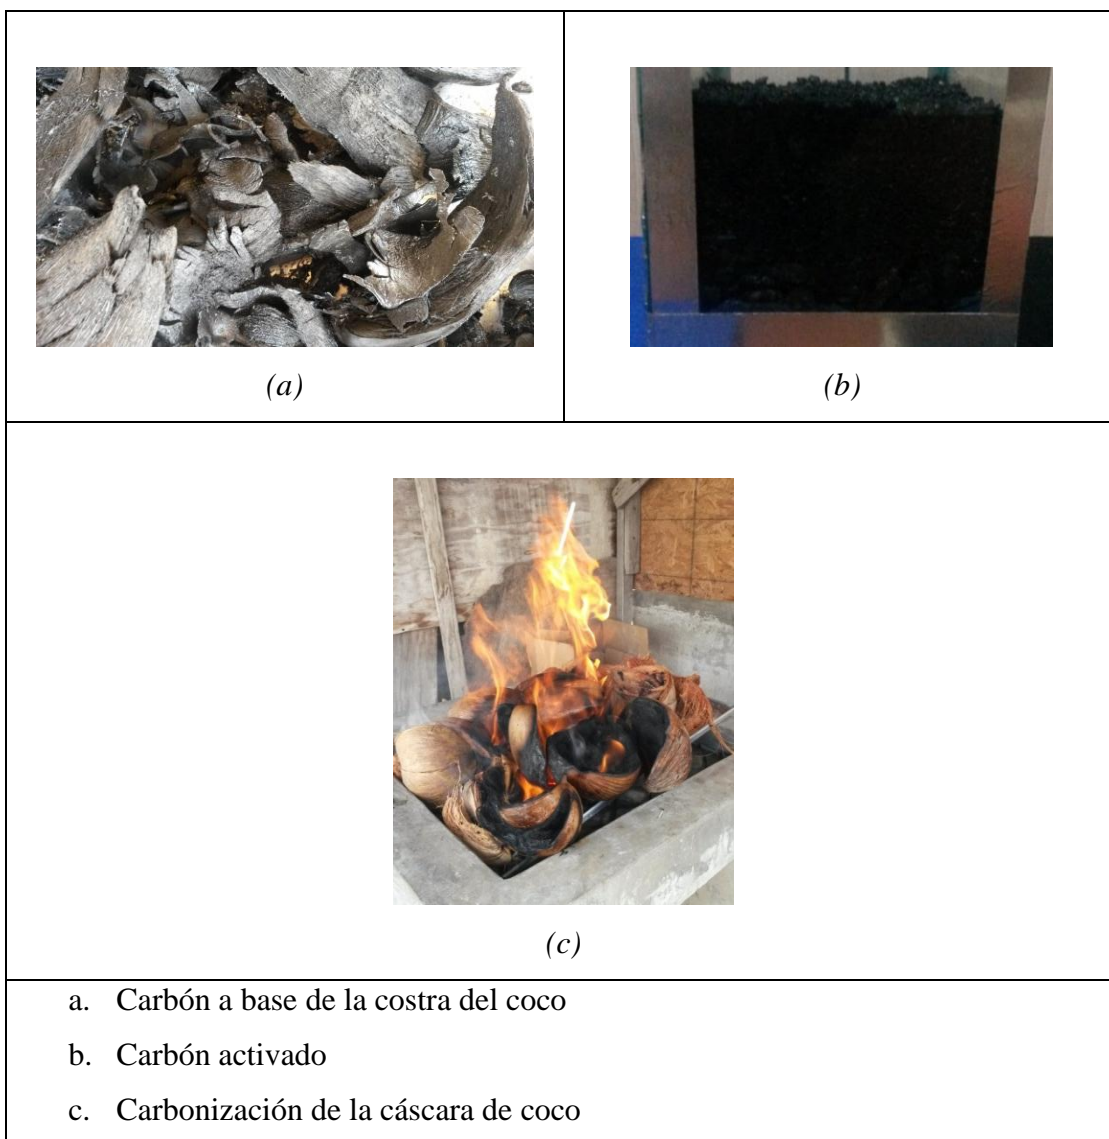 (a)
(b)
(c)
a. Carbón a base de la costra del coco
b. Carbón activado
c. Carbonización de la cáscara de coco